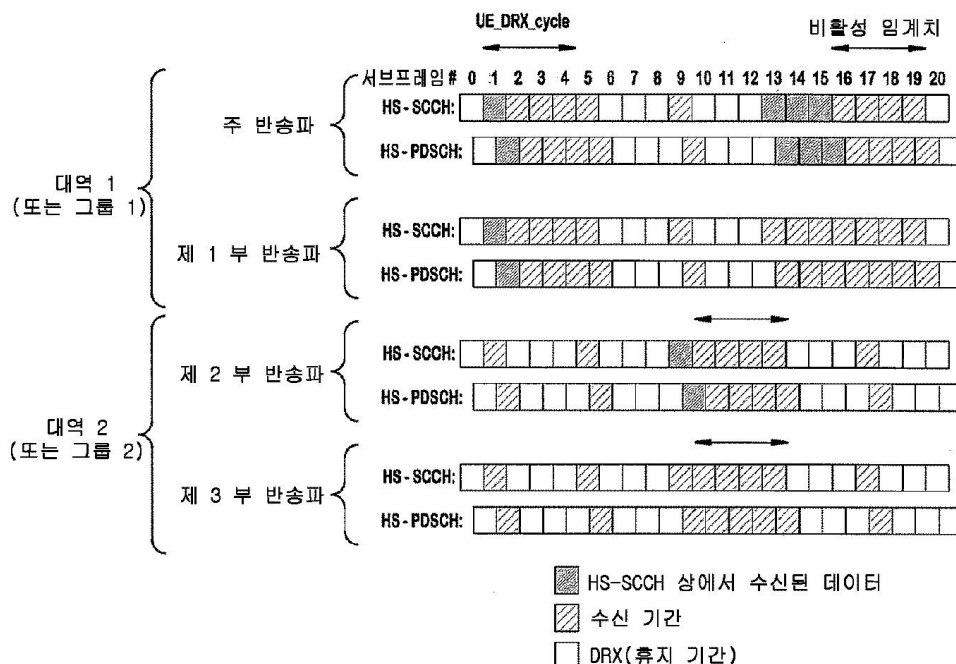 UE_DRX_cycle
비활성 임계치
서브프레임# 0 1 2 3 4 5 6 7 8 9 10 11 12 13 14 15 16 17 18 19 20
대역 1
(또는 그룹 1)
주 반송파
HS-SCCH:
HS-PDSCH:
제 1 부 반송파
HS-SCCH:
HS-PDSCH:
대역 2
(또는 그룹 2)
제 2 부 반송파
HS-SCCH:
HS-PDSCH:
제 3 부 반송파
HS-SCCH:
HS-PDSCH:
HS-SCCH 상에서 수신된 데이터
수신 기간
DRX(휴지 기간)